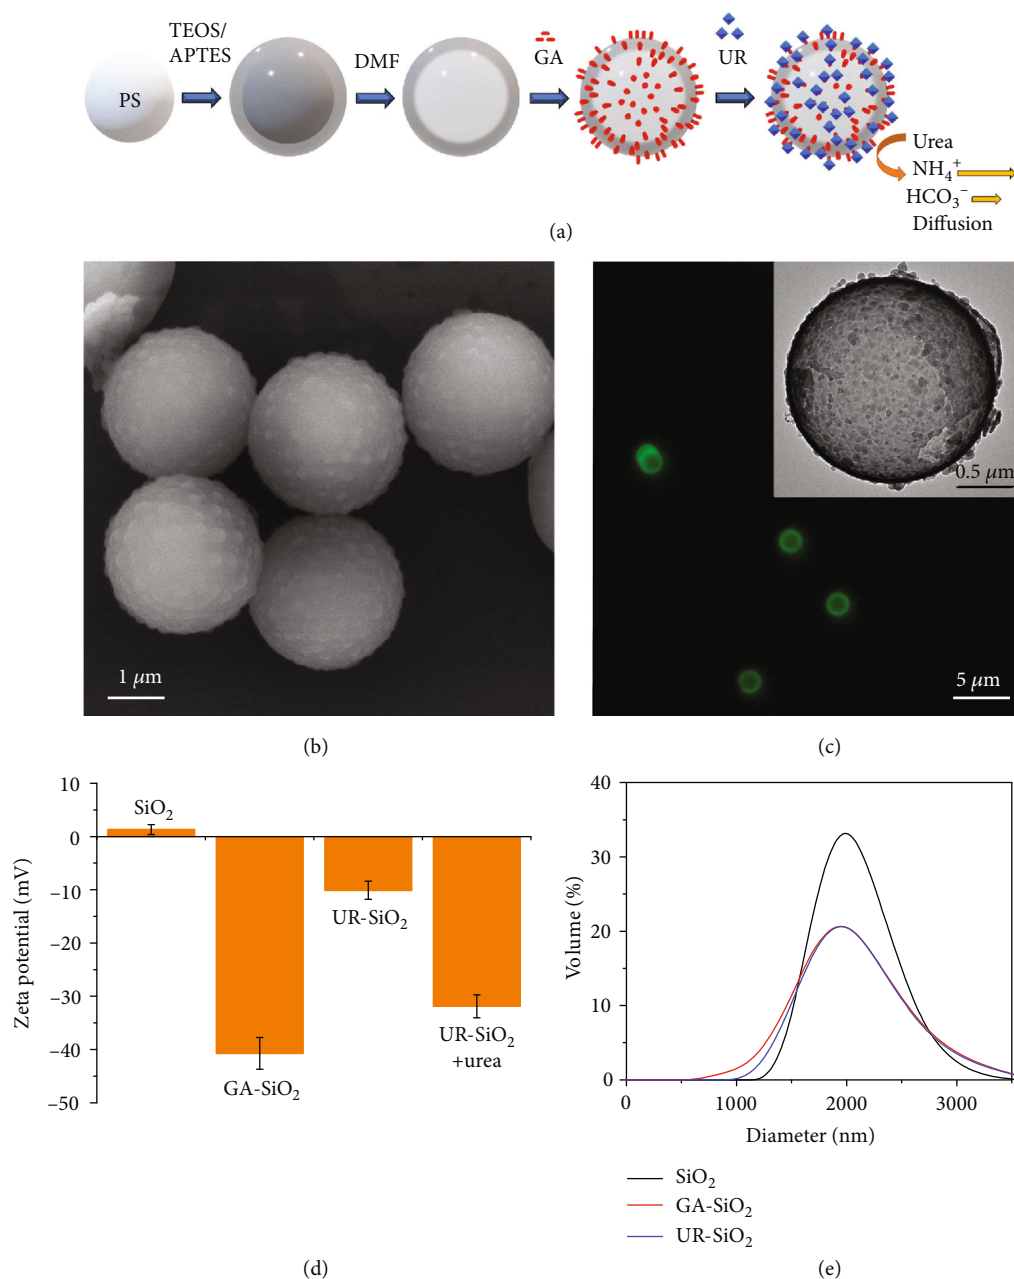 TEOS/
APTES
PS
DMF
GA
UR
Urea
NH₄⁺
HCO₃⁻
Diffusion
(a)
1 μm
0.5 μm
5 μm
(b)
(c)
10
0
−10
−20
−30
−40
−50
Zeta potential (mV)
SiO₂
GA-SiO₂
UR-SiO₂
UR-SiO₂
+urea
40
30
20
10
0
Volume (%)
0
1000
2000
3000
Diameter (nm)
SiO₂
GA-SiO₂
UR-SiO₂
(d)
(e)